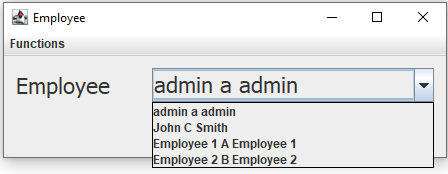 Employee
Functions
Employee admin a admin
admin a admin
John C Smith
Employee 1 A Employee 1
Employee 2 B Employee 2